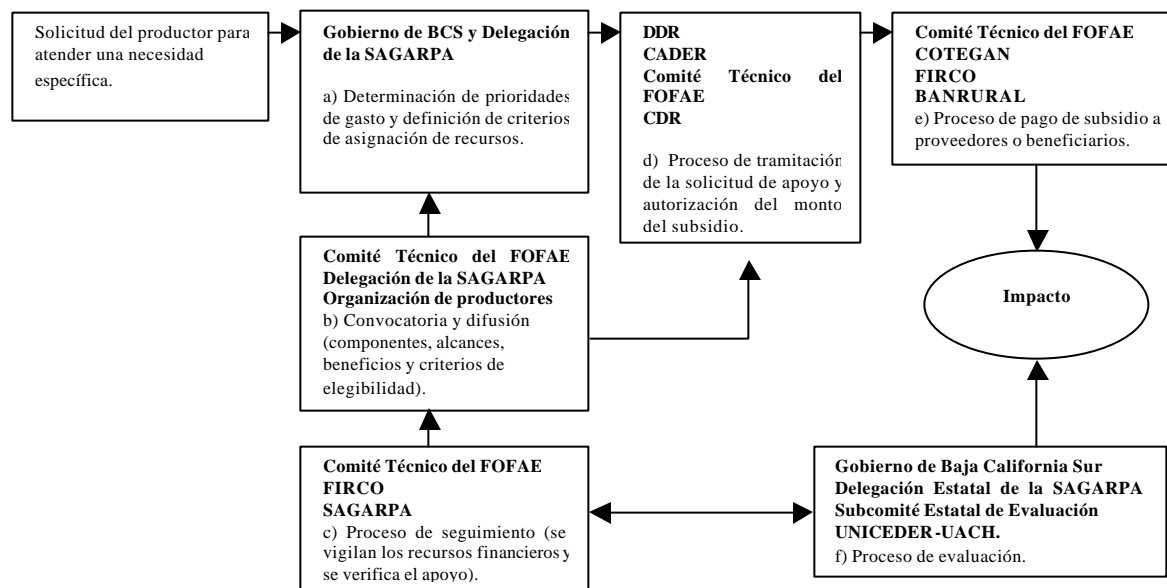 Solicitud del productor para
atender una necesidad
específica.
Gobierno de BCS y Delegación
de la SAGARPA
a) Determinación de prioridades
de gasto y definición de criterios
de asignación de recursos.
DDR
CADER
Comité Técnico del
FOFAE
CDR
d) Proceso de tramitación
de la solicitud de apoyo y
autorización del monto
del subsidio.
Comité Técnico del FOFAE
COTEGAN
FIRCO
BANRURAL
e) Proceso de pago de subsidio a
proveedores o beneficiarios.
Comité Técnico del FOFAE
Delegación de la SAGARPA
Organización de productores
b) Convocatoria y difusión
(componentes, alcances,
beneficios y criterios de
elegibilidad).
Impacto
Comité Técnico del FOFAE
FIRCO
SAGARPA
c) Proceso de seguimiento (se
vigilan los recursos financieros y
se verifica el apoyo).
Gobierno de Baja California Sur
Delegación Estatal de la SAGARPA
Subcomité Estatal de Evaluación
UNICEDER-UACH.
f) Proceso de evaluación.